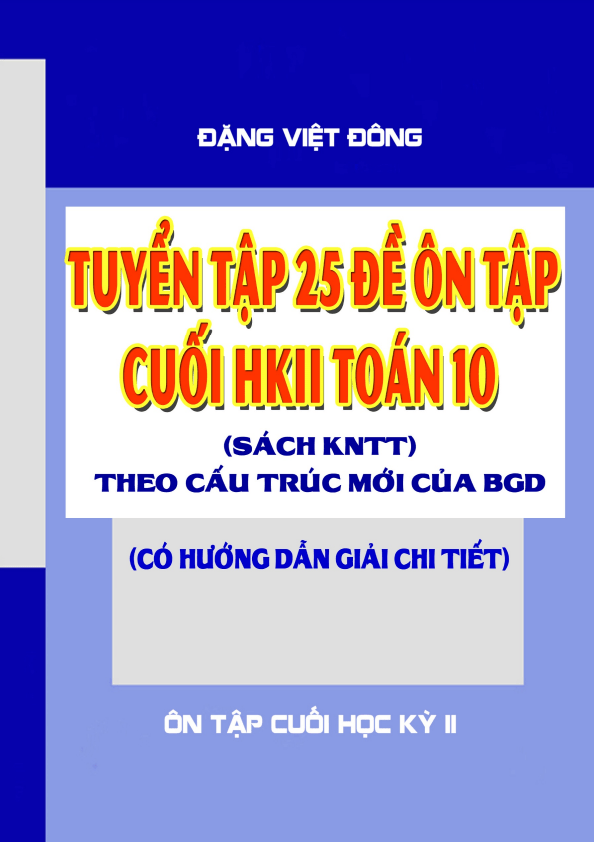 ĐẶNG VIỆT ĐÔNG
TUYỂN TẬP 25 ĐỀ ÔN TẬP
CUỐI HKII TOÁN 10
(SÁCH KNTT)
THEO CẤU TRÚC MỚI CỦA BGD
(CÓ HƯỚNG DẪN GIẢI CHI TIẾT)
ÔN TẬP CUỐI HỌC KỲ II